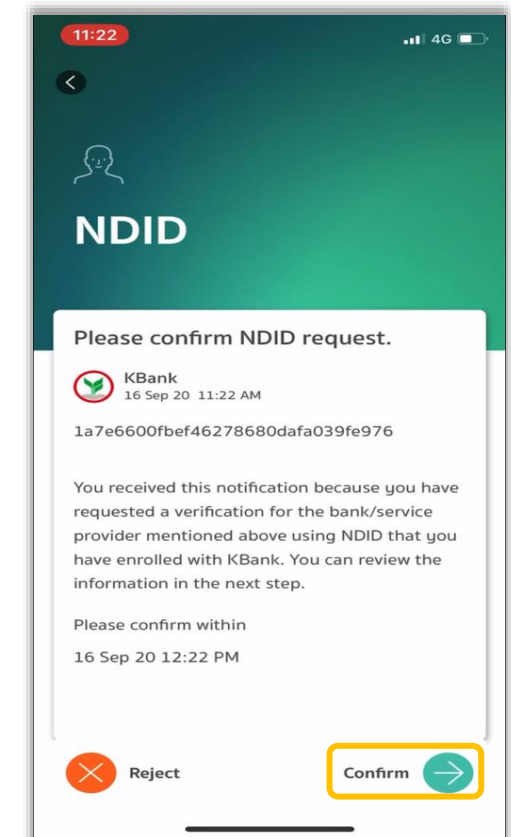 11:22
4G
NDID
Please confirm NDID request.
KBank
16 Sep 20 11:22 AM
1a7e6600fbef46278680dafa039fe976
You received this notification because you have
requested a verification for the bank/service
provider mentioned above using NDID that you
have enrolled with KBank. You can review the
information in the next step.
Please confirm within
16 Sep 20 12:22 PM
Reject
Confirm